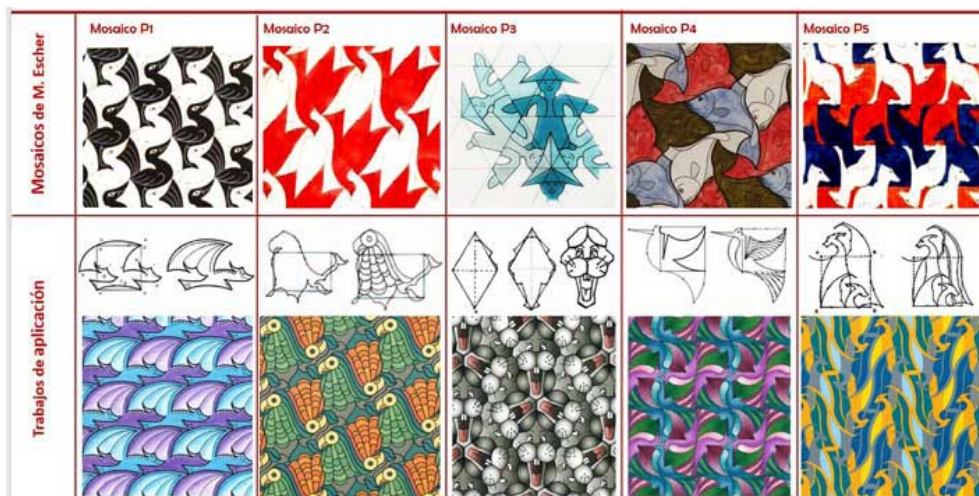 Mosaico P1
Mosaico P2
Mosaico P3
Mosaico P4
Mosaico P5
Mosaicos de M. Escher
Trabajos de aplicación